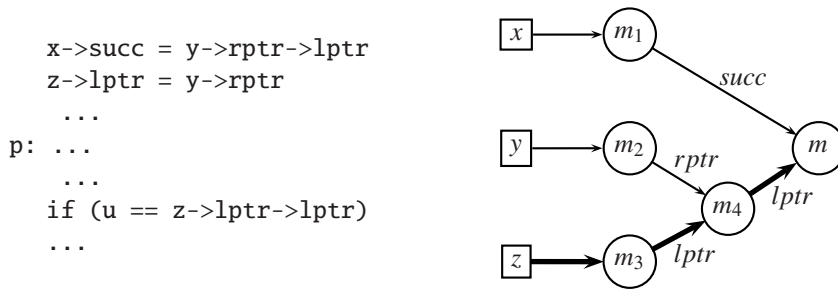 x->succ = y->rptr->lptr
z->lptr = y->rptr
...
p: ...
...
if (u == z->lptr->lptr)
...
x m1
succ
y m2 rptr m
m4 lptr
z m3 lptr